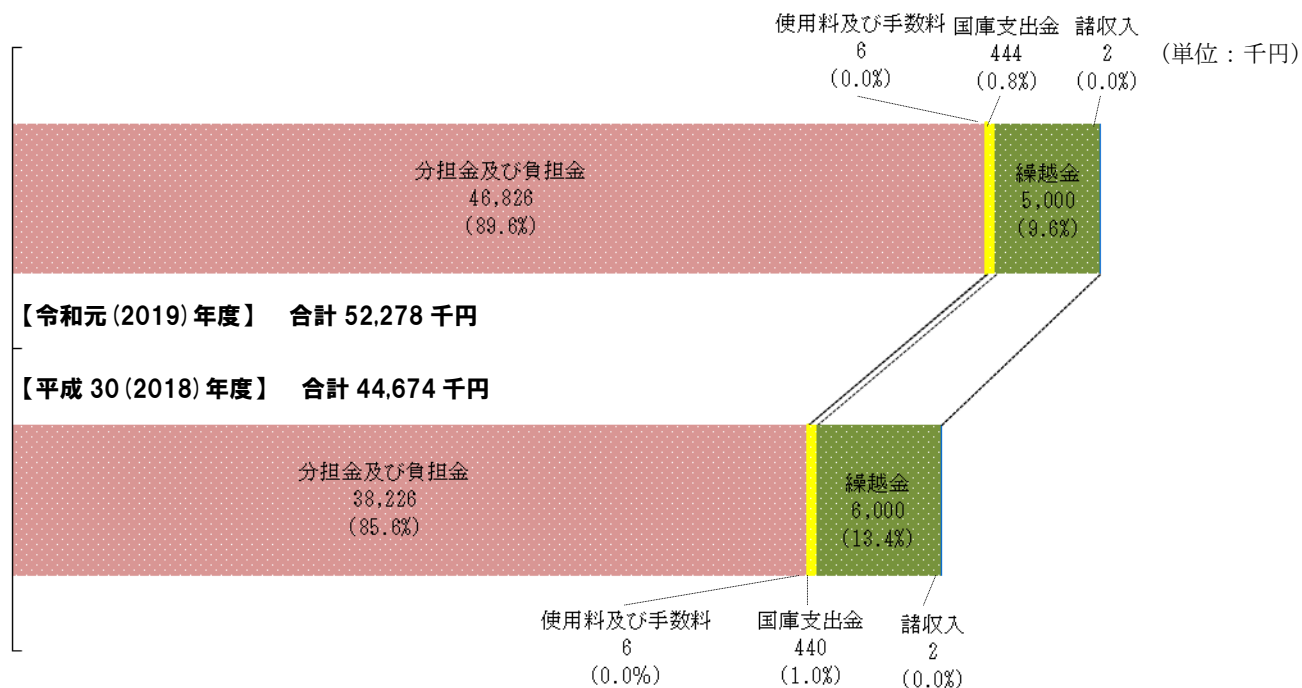 使用料及び手数料
6
(0.0%)
国庫支出金
444
(0.8%)
諸収入
2
(0.0%)
(単位:千円)
分担金及び負担金
46,826
(89.6%)
繰越金
5,000
(9.6%)
【令和元(2019)年度】 合計 52,278 千円
【平成 30(2018)年度】 合計 44,674 千円
分担金及び負担金
38,226
(85.6%)
繰越金
6,000
(13.4%)
使用料及び手数料
6
(0.0%)
国庫支出金
440
(1.0%)
諸収入
2
(0.0%)